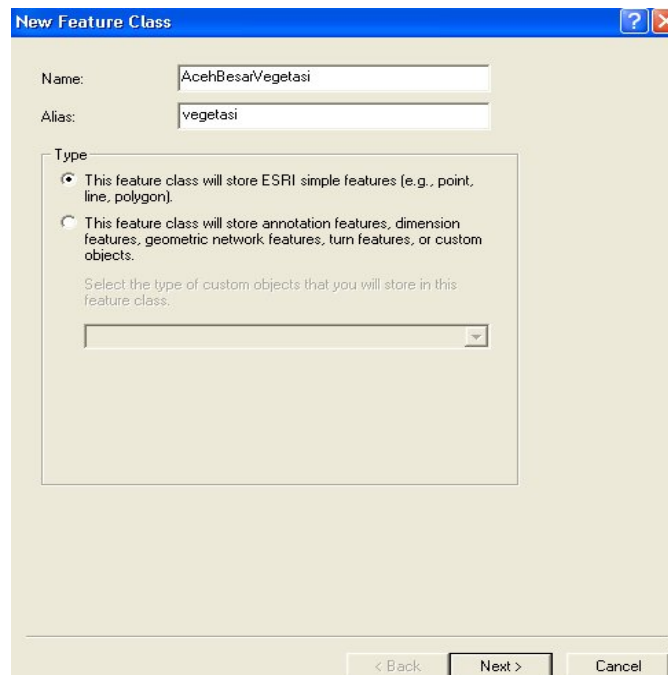 New Feature Class
Name: AcehBesarVegetasi
Alias: vegetasi
Type
This feature class will store ESRI simple features (e.g., point,
line, polygon).
This feature class will store annotation features, dimension
features, geometric network features, turn features, or custom
objects.
Select the type of custom objects that you will store in this
feature class.
< Back Next > Cancel